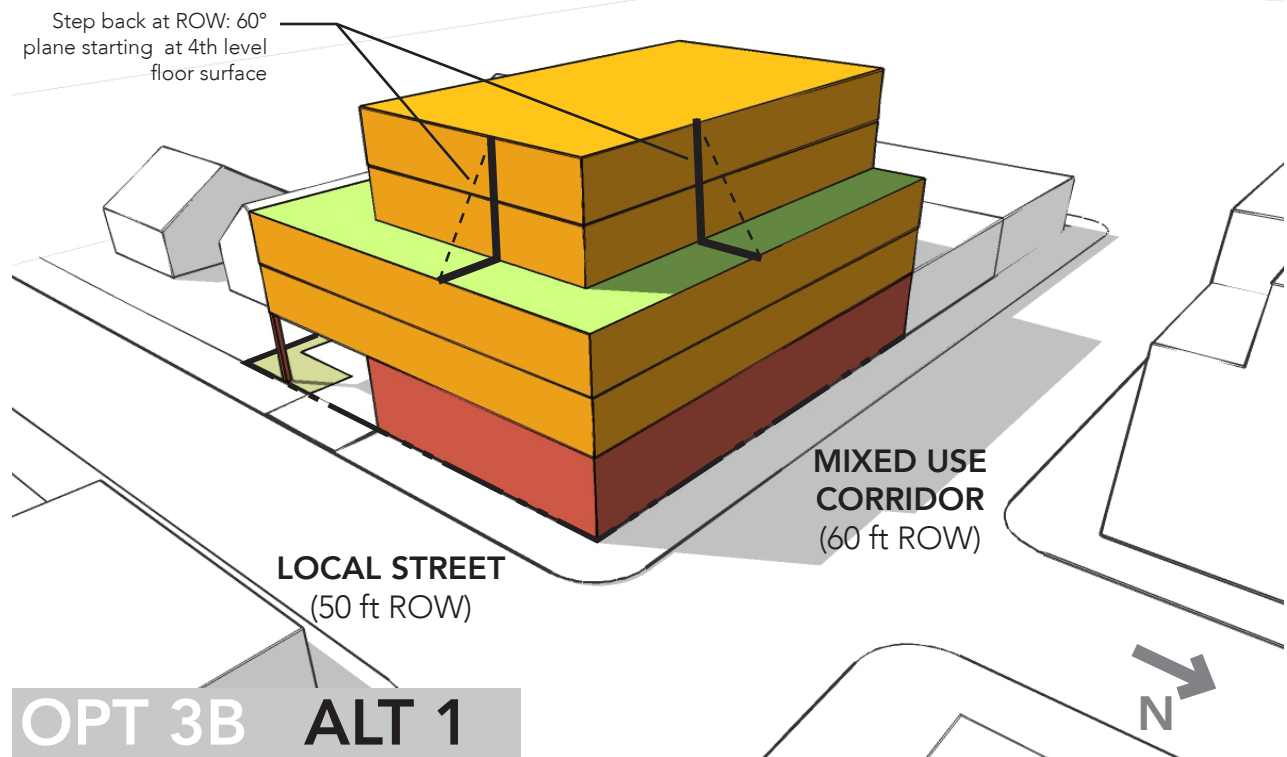 Step back at ROW: 60°
plane starting at 4th level
floor surface
MIXED USE
CORRIDOR
(60 ft ROW)
LOCAL STREET
(50 ft ROW)
N
OPT 3B ALT 1